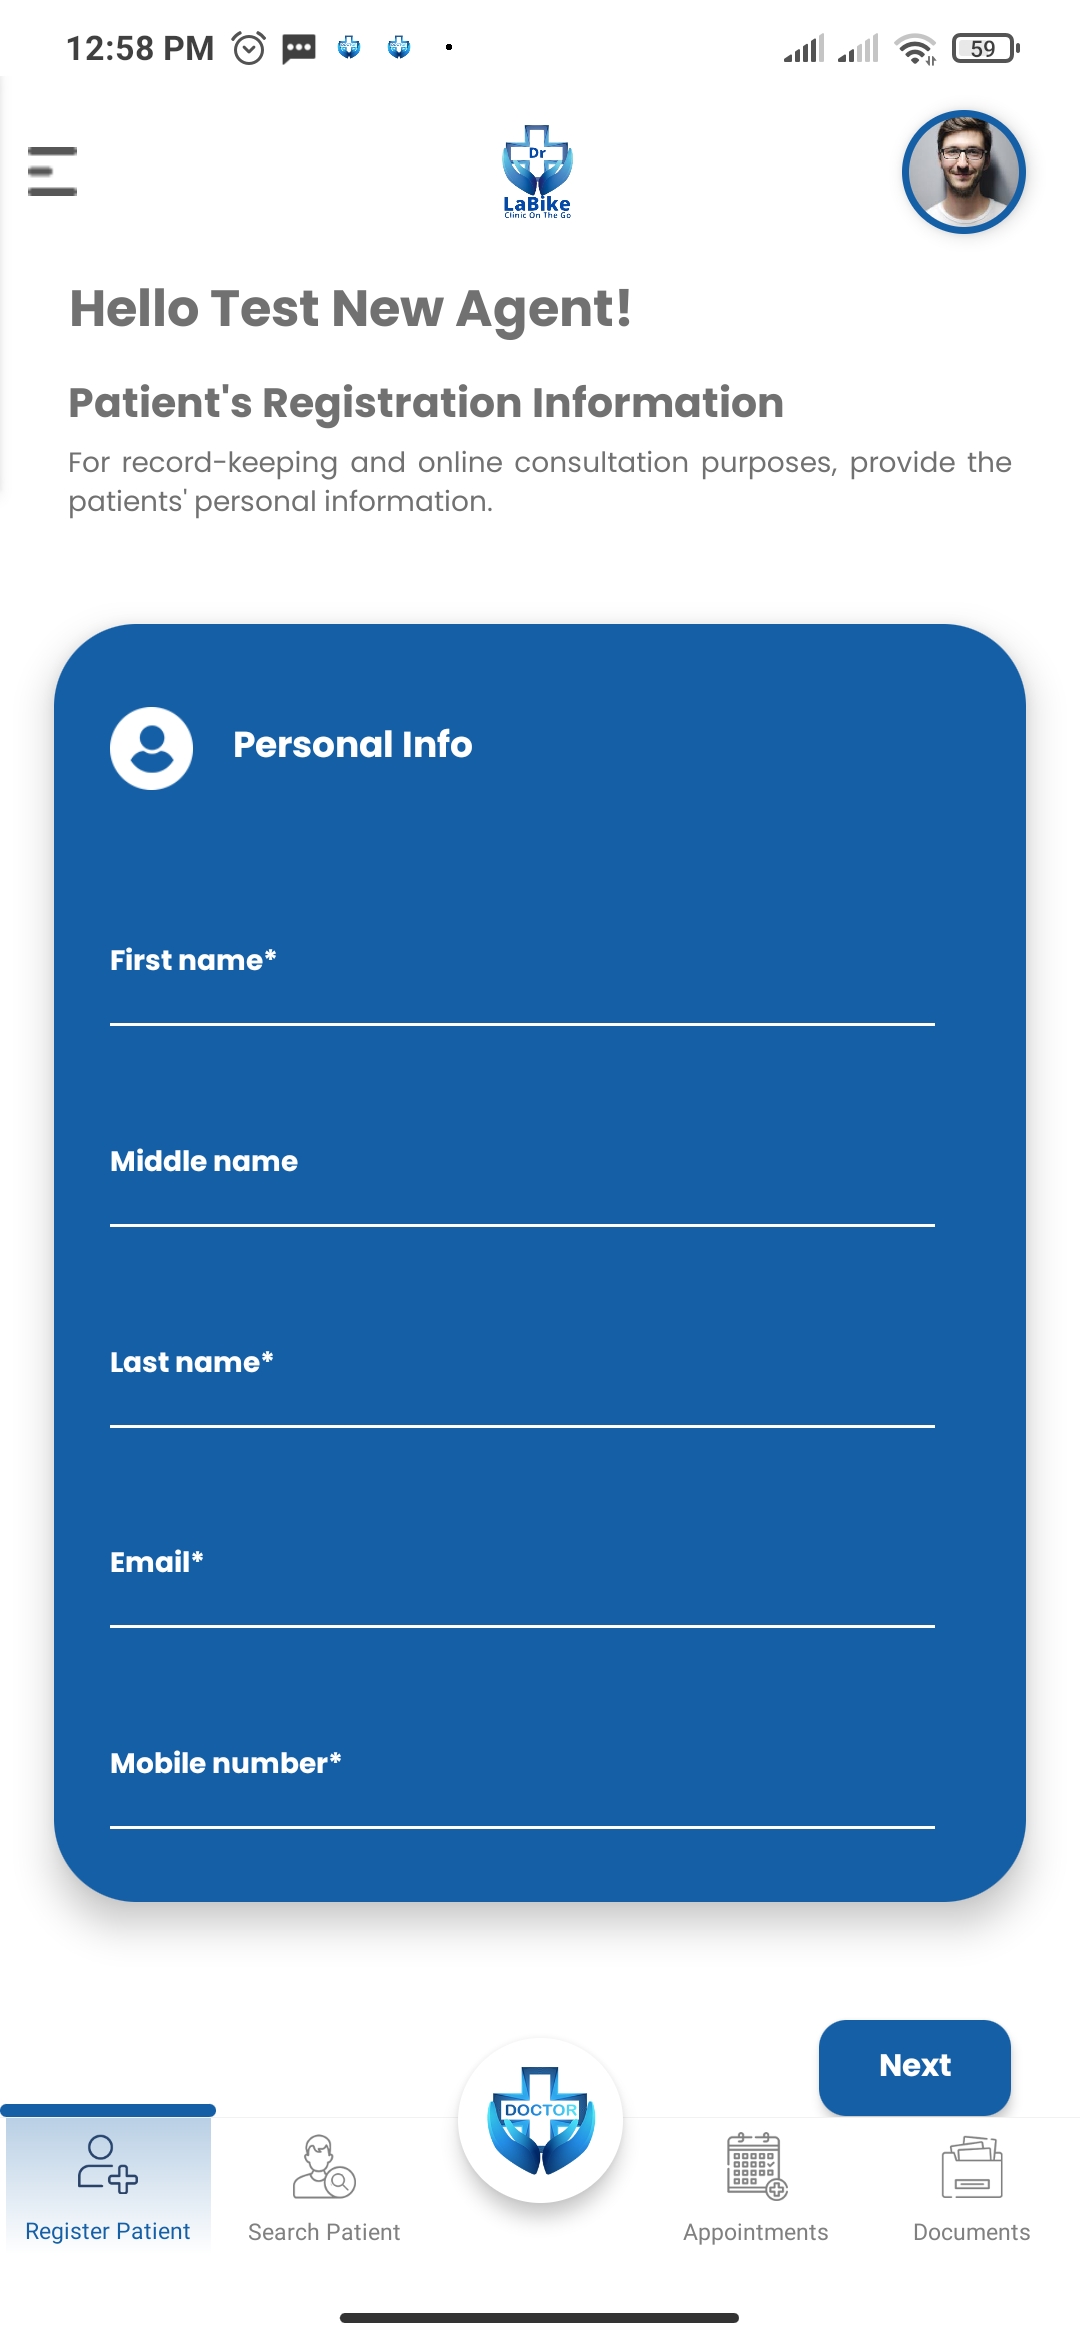 12:58 PM
59
Dr
LaBike
Clinic On The Go
Hello Test New Agent!
Patient's Registration Information
For record-keeping and online consultation purposes, provide the
patients' personal information.
Personal Info
First name*
Middle name
Last name*
Email*
Mobile number*
Next
DOCTOR
Register Patient
Search Patient
Appointments
Documents